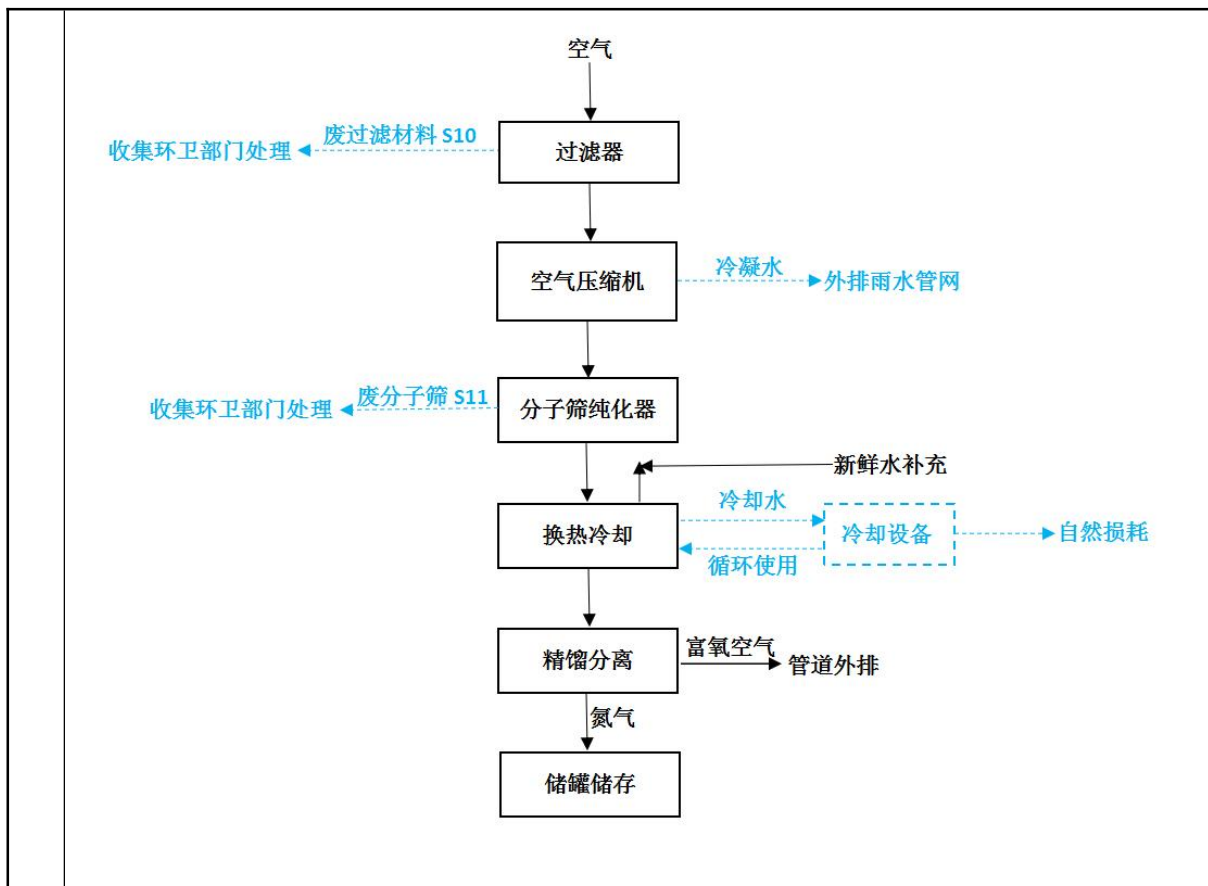 空气
废过滤材料 S10
收集环卫部门处理
过滤器
冷凝水
空气压缩机
外排雨水管网
废分子筛 S11
收集环卫部门处理
分子筛纯化器
新鲜水补充
冷却水
换热冷却
冷却设备
自然损耗
循环使用
富氧空气
精馏分离
管道外排
氮气
储罐储存